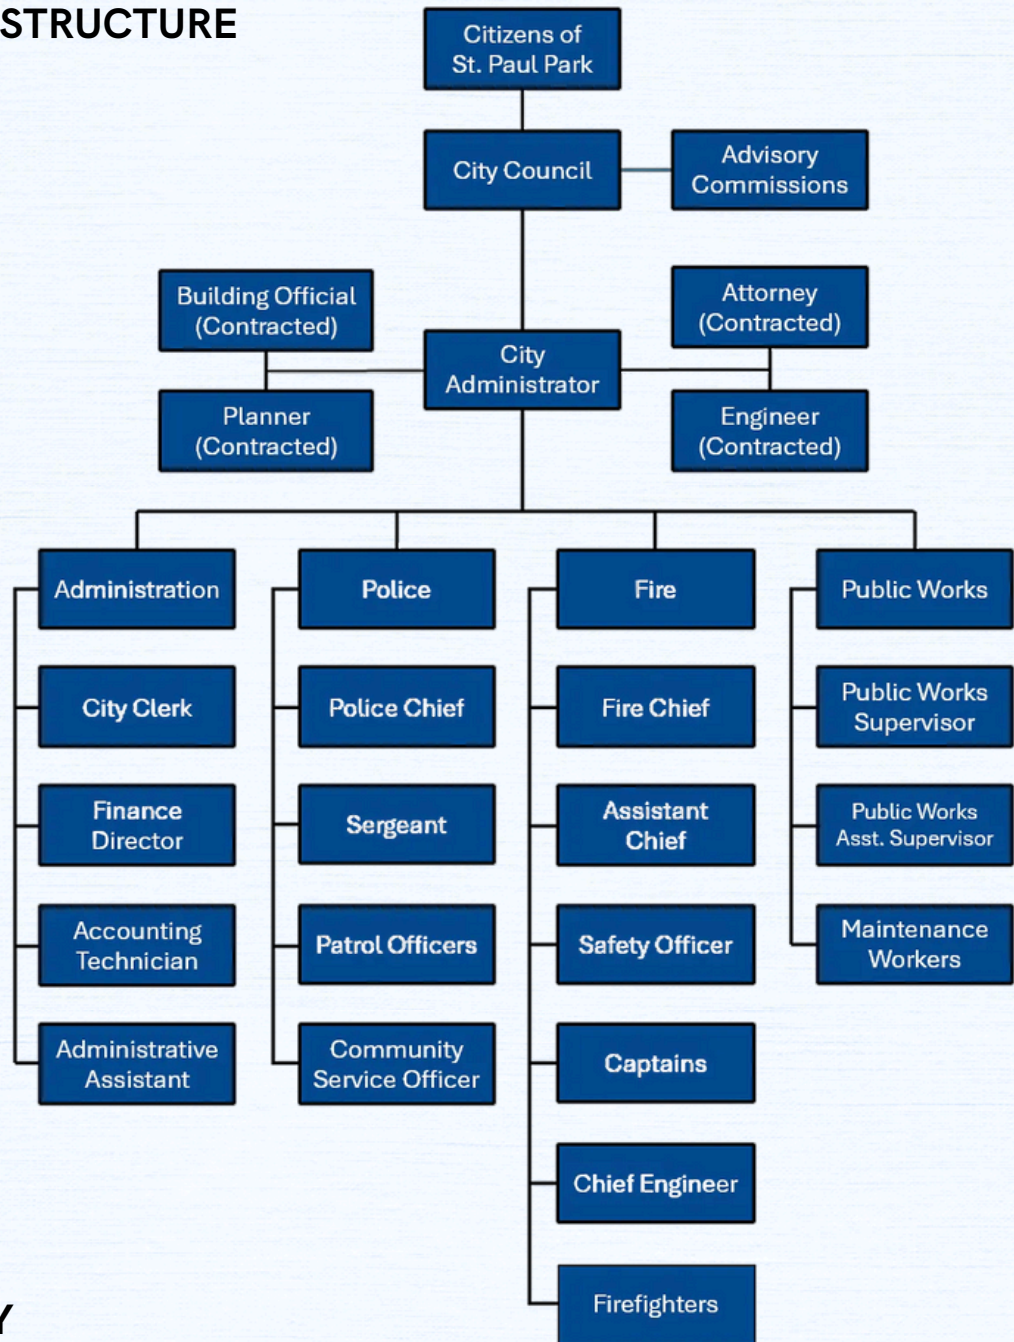 STRUCTURE
Citizens of
St. Paul Park
City Council
Advisory
Commissions
Building Official
(Contracted)
Attorney
(Contracted)
City
Administrator
Planner
(Contracted)
Engineer
(Contracted)
Administration
City Clerk
Finance
Director
Accounting
Technician
Administrative
Assistant
Police
Police Chief
Sergeant
Patrol Officers
Community
Service Officer
Fire
Fire Chief
Assistant
Chief
Safety Officer
Captains
Chief Engineer
Firefighters
Public Works
Public Works
Supervisor
Public Works
Asst. Supervisor
Maintenance
Workers